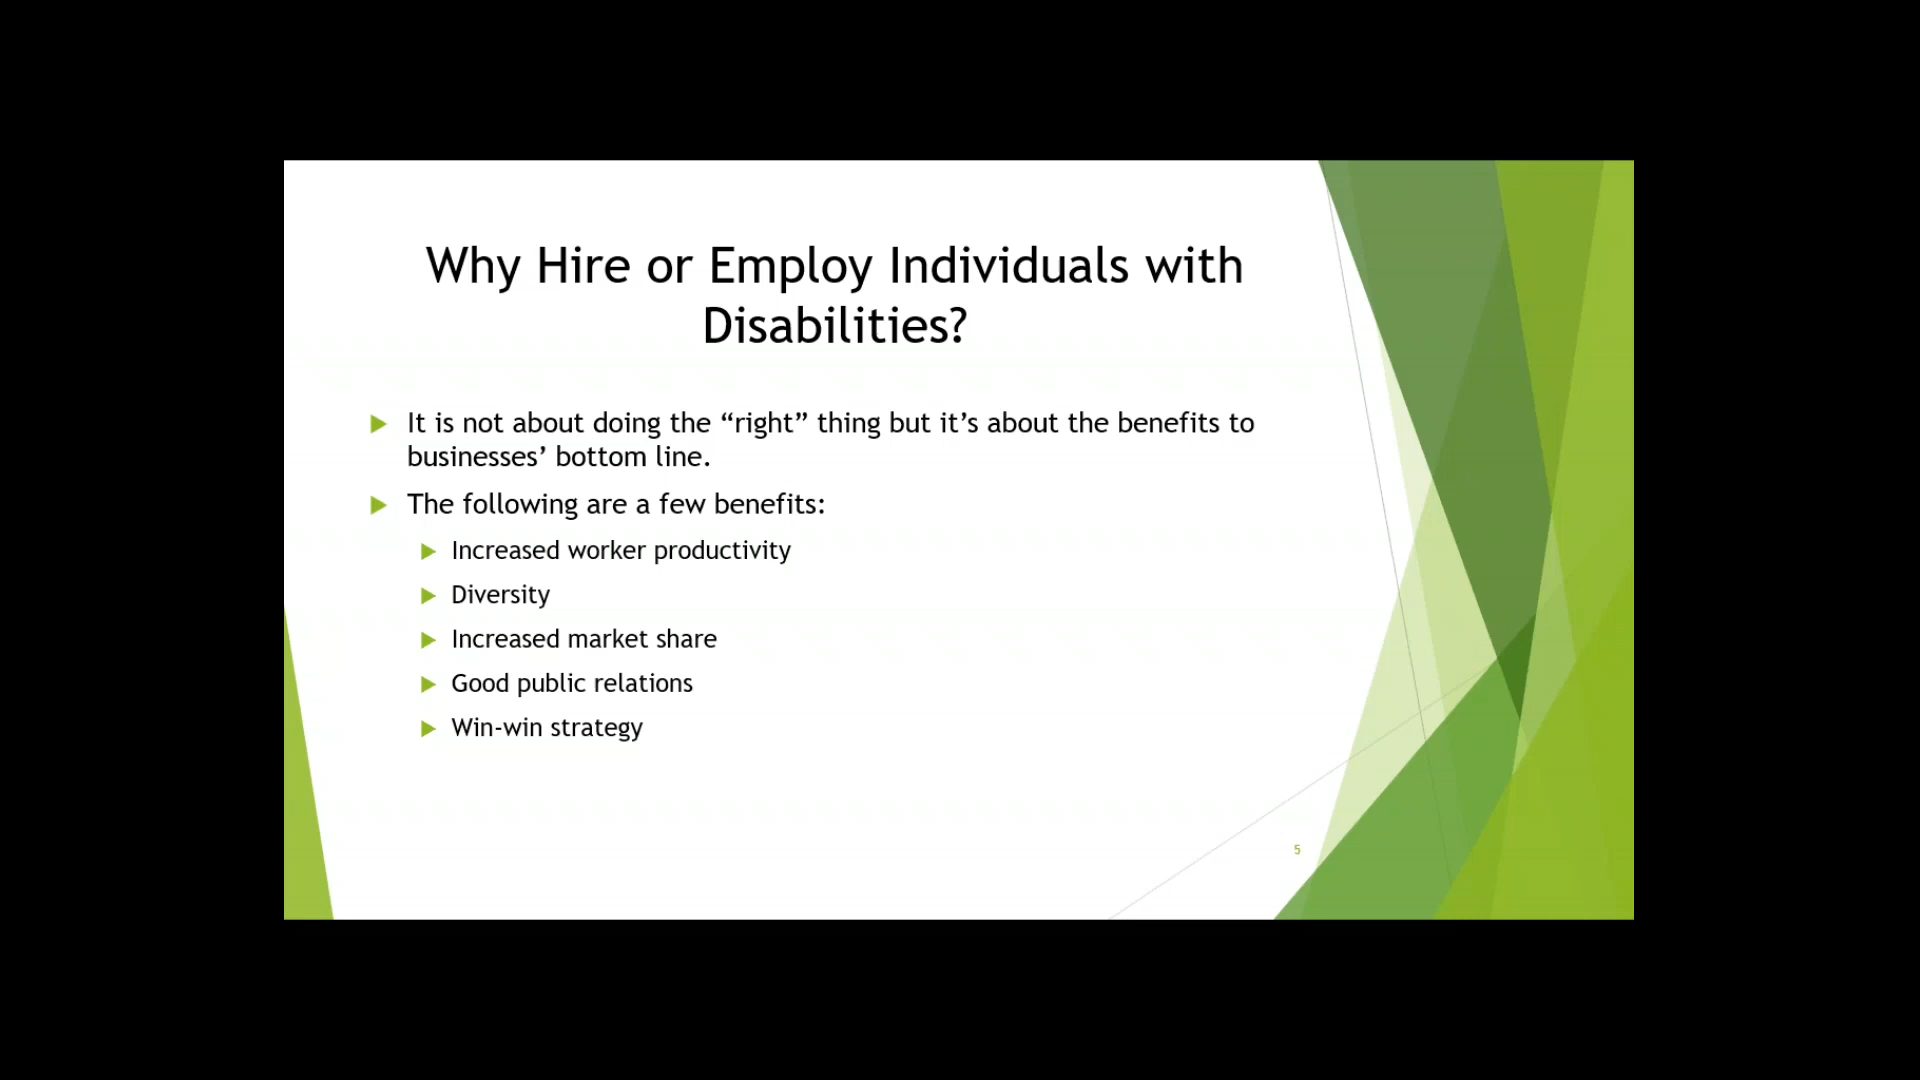 Why Hire or Employ Individuals with
Disabilities?
It is not about doing the “right” thing but it’s about the benefits to
businesses’ bottom line.
The following are a few benefits:
Increased worker productivity
Diversity
Increased market share
Good public relations
Win-win strategy
5